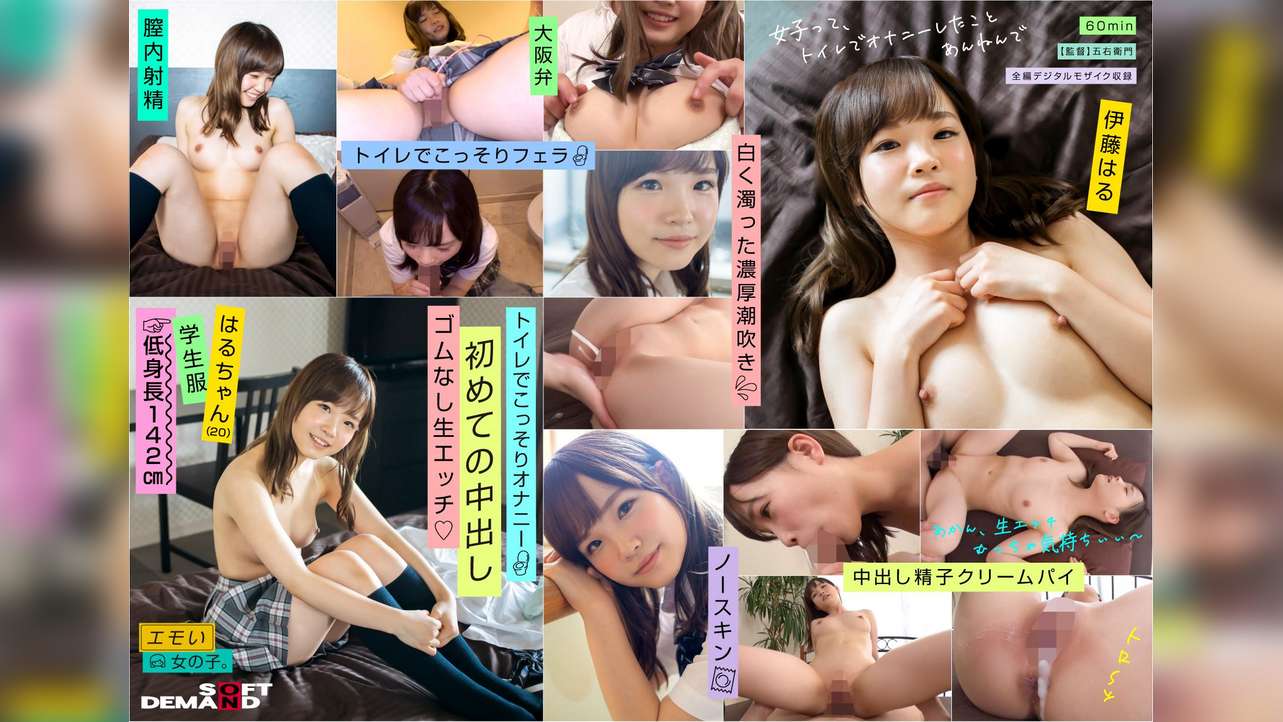 膣内射精
大阪弁
トイレでこっそりフェラ
女子って、
トイレでオナニーしたこと
あんねんで
60min
【監督】五右衛門
全編デジタルモザイク収録
伊藤はる
白く濁った濃厚潮吹き
低身長142cm
学生服
はるちゃん(20)
ゴムなし生エッチ♡
初めての中出し
トイレでこっそりオナニー
エモい
女の子。
SOFT
DEMAND
ON
ノースキン
あかん、生エッチ
むっちゃ気持ちいい〜
中出し精子クリームパイ